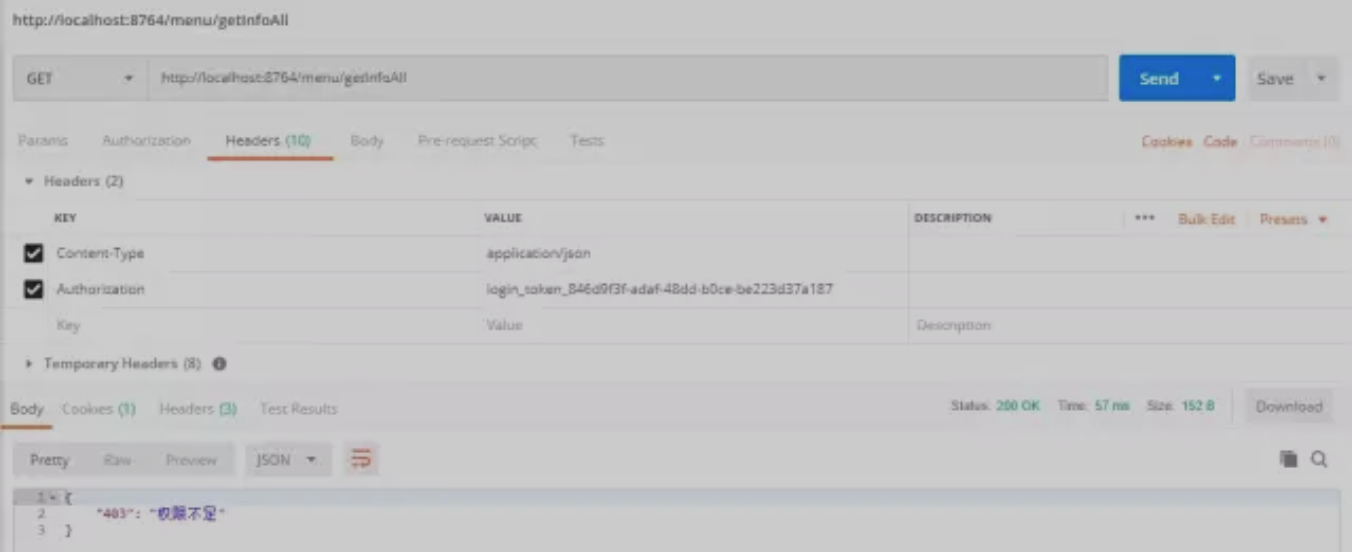 http://localhost:8764/menu/getInfoAll
GET http://localhost:8764/menu/getInfoAll Send Save
Params Authorization Headers (10) Body Pre-request Script Tests Cookies Code Comments (0)
Headers (2)
KEY VALUE DESCRIPTION ••• Bulk Edit Presets
Content-Type application/json
Authorization login_token_846d9f3f-adaf-48dd-b0ce-be223d37a187
Key Value Description
Temporary Headers (8)
Body Cookies (1) Headers (3) Test Results Status: 200 OK Time: 57 ms Size: 152 B Download
Pretty Raw Preview JSON
1 {
2 "403": "权限不足"
3 }